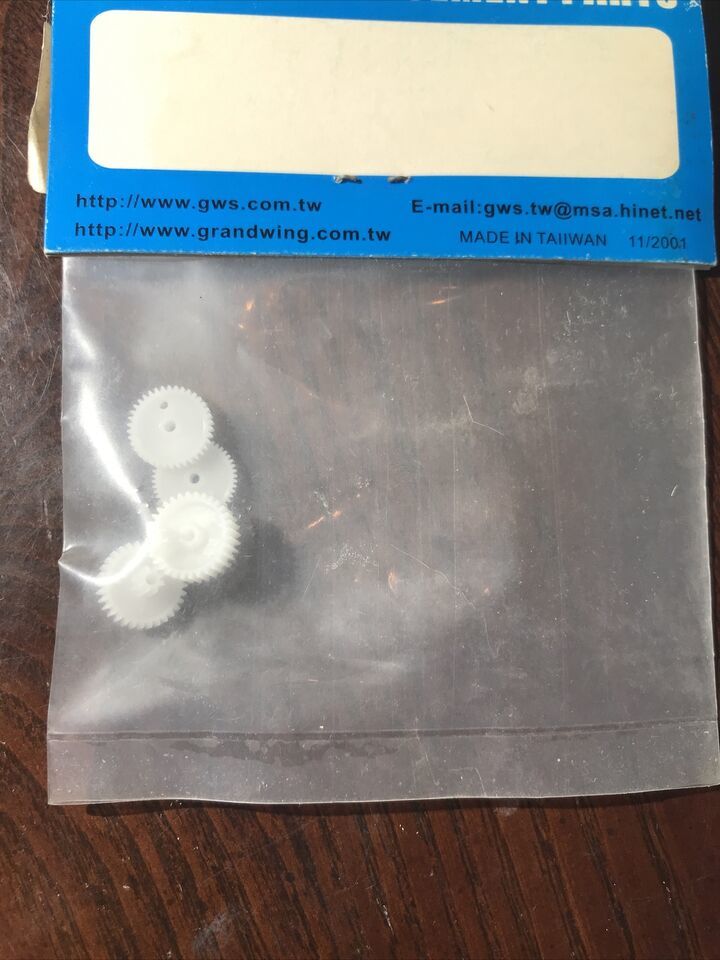 PARTS
http://www.gws.com.tw
E-mail:gws.tw@msa.hinet.net
http://www.grandwing.com.tw
MADE IN TAIIWAN 11/2001